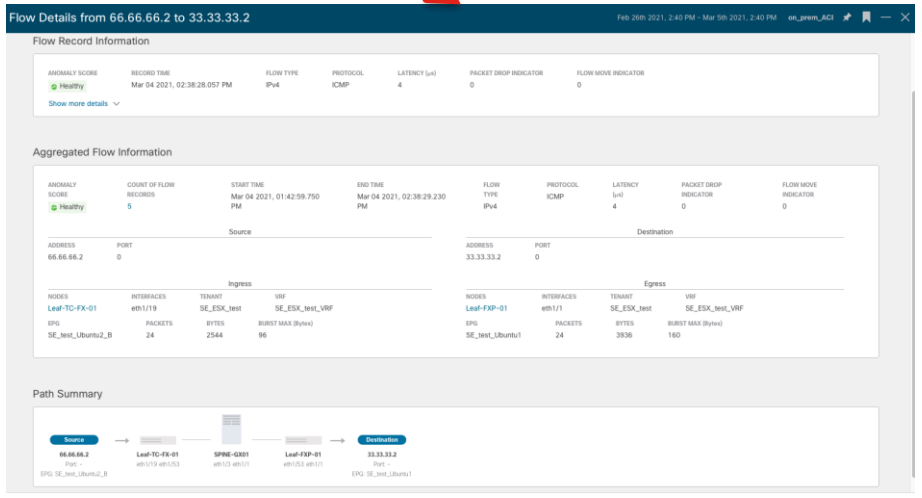 Flow Details from 66.66.66.2 to 33.33.33.2 Feb 26th 2021, 2:40 PM - Mar 5th 2021, 2:40 PM on_prem_ACI
Flow Record Information
ANOMALY SCORE RECORD TIME FLOW TYPE PROTOCOL LATENCY (µs) PACKET DROP INDICATOR FLOW MOVE INDICATOR
Healthy Mar 04 2021, 02:38:28.057 PM IPv4 ICMP 4 0 0
Show more details
Aggregated Flow Information
ANOMALY COUNT OF FLOW START TIME END TIME FLOW PROTOCOL LATENCY PACKET DROP FLOW MOVE
SCORE RECORDS Mar 04 2021, 01:42:59.750 Mar 04 2021, 02:38:29.230 TYPE ICMP (µs) INDICATOR INDICATOR
Healthy 5 PM PM IPv4 4 0 0
Source Destination
ADDRESS PORT ADDRESS PORT
66.66.66.2 0 33.33.33.2 0
Ingress Egress
NODES INTERFACES TENANT VRF NODES INTERFACES TENANT VRF
Leaf-TC-FX-01 eth1/19 SE_ESX_test SE_ESX_test_VRF Leaf-FXP-01 eth1/1 SE_ESX_test SE_ESX_test_VRF
EPG PACKETS BYTES BURST MAX (Bytes) EPG PACKETS BYTES BURST MAX (Bytes)
SE_test_Ubuntu2_B 24 2544 96 SE_test_Ubuntu1 24 3936 160
Path Summary
Source Destination
66.66.66.2 Leaf-TC-FX-01 SPINE-GX01 Leaf-FXP-01 33.33.33.2
Port: - eth1/19 eth1/53 eth1/3 eth1/1 eth1/53 eth1/1 Port: -
EPG: SE_test_Ubuntu2_B EPG: SE_test_Ubuntu1